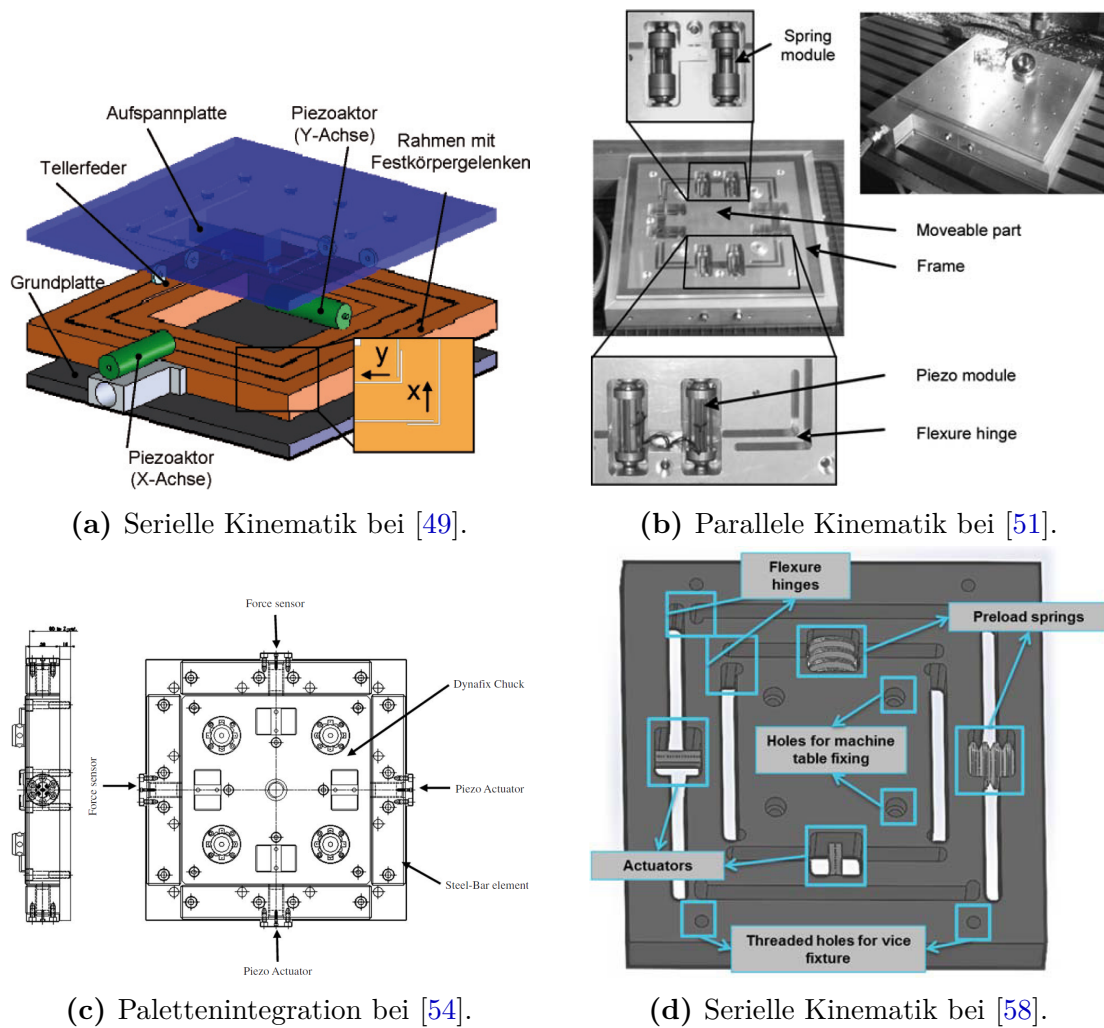 Aufspannplatte
Piezoaktor
(Y-Achse)
Rahmen mit
Festkörpergelenken
Tellerfeder
Grundplatte
y
x
Piezoaktor
(X-Achse)
(a) Serielle Kinematik bei [49].
Spring
module
Moveable part
Frame
Piezo module
Flexure hinge
(b) Parallele Kinematik bei [51].
Force sensor
Dynafix Chuck
Force sensor
Piezo Actuator
Steel-Bar element
Piezo Actuator
(c) Palettenintegration bei [54].
Flexure
hinges
Preload springs
Holes for machine
table fixing
Actuators
Threaded holes for vice
fixture
(d) Serielle Kinematik bei [58].